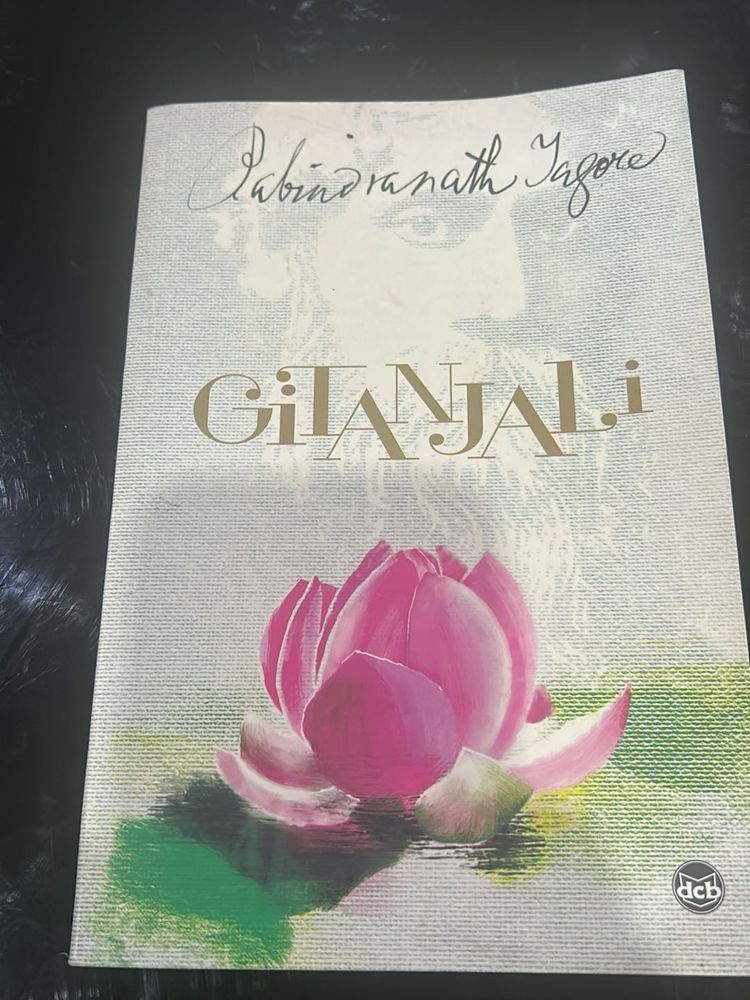 Rabindranath Tagore
GiTANJALi
dcb